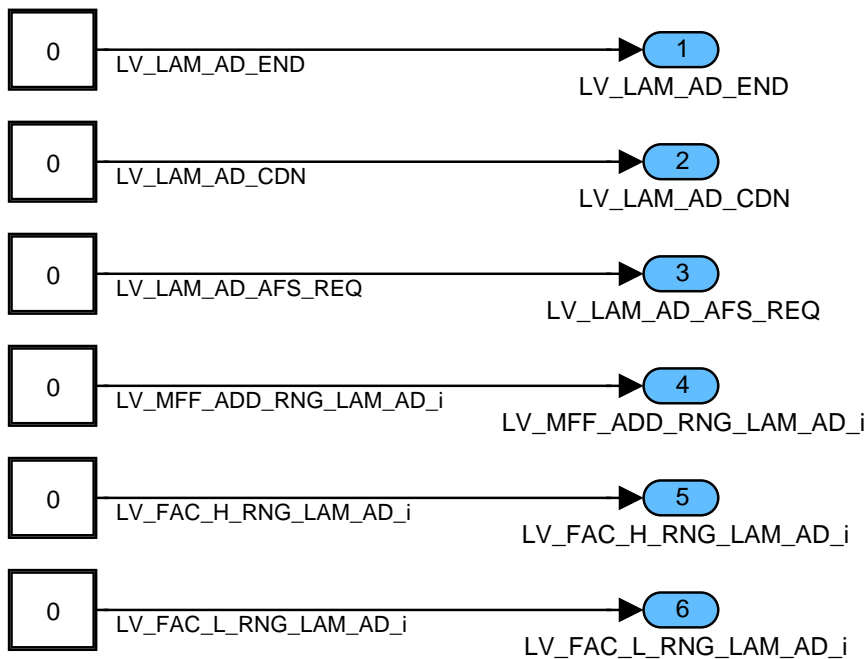 0
LV_LAM_AD_END
1
LV_LAM_AD_END
0
LV_LAM_AD_CDN
2
LV_LAM_AD_CDN
0
LV_LAM_AD_AFS_REQ
3
LV_LAM_AD_AFS_REQ
0
LV_MFF_ADD_RNG_LAM_AD_i
4
LV_MFF_ADD_RNG_LAM_AD_i
0
LV_FAC_H_RNG_LAM_AD_i
5
LV_FAC_H_RNG_LAM_AD_i
0
LV_FAC_L_RNG_LAM_AD_i
6
LV_FAC_L_RNG_LAM_AD_i